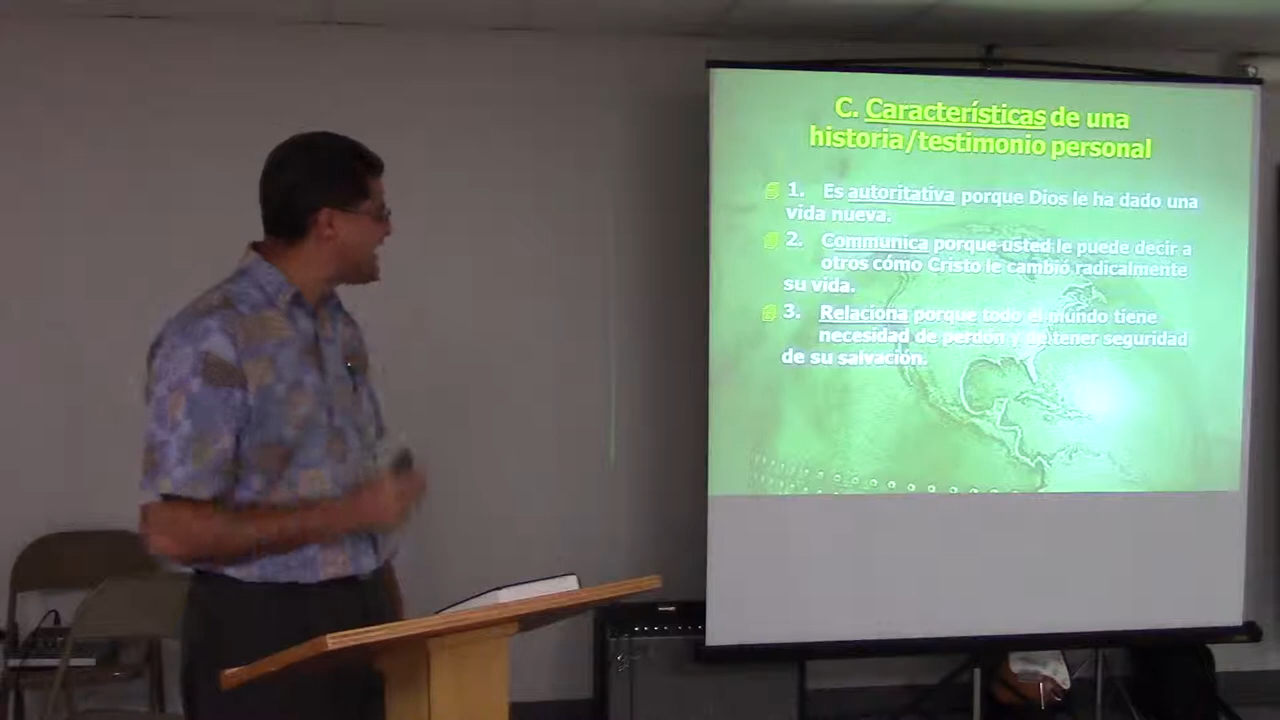 C. Características de una
historia/testimonio personal
1. Es autoritativa porque Dios le ha dado una
vida nueva.
2. Communica porque usted le puede decir a
otros cómo Cristo le cambió radicalmente
su vida.
3. Relaciona porque todo el mundo tiene
necesidad de perdón y de tener seguridad
de su salvación.